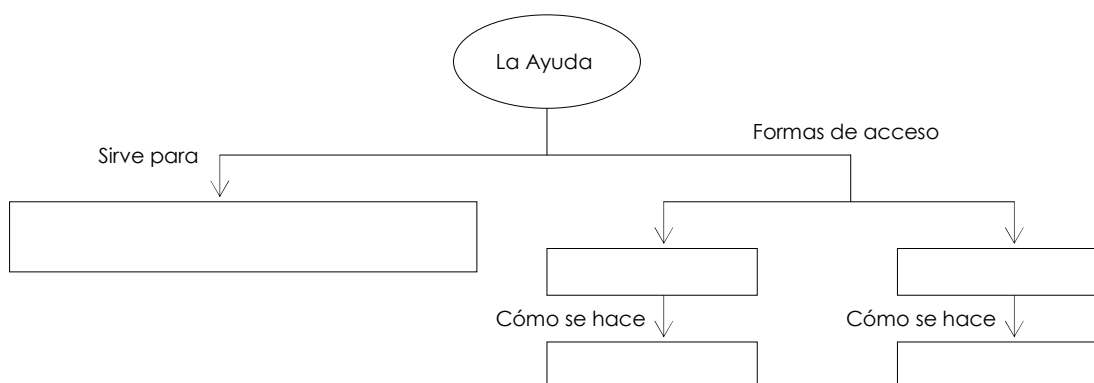 La Ayuda
Formas de acceso
Sirve para
Cómo se hace
Cómo se hace